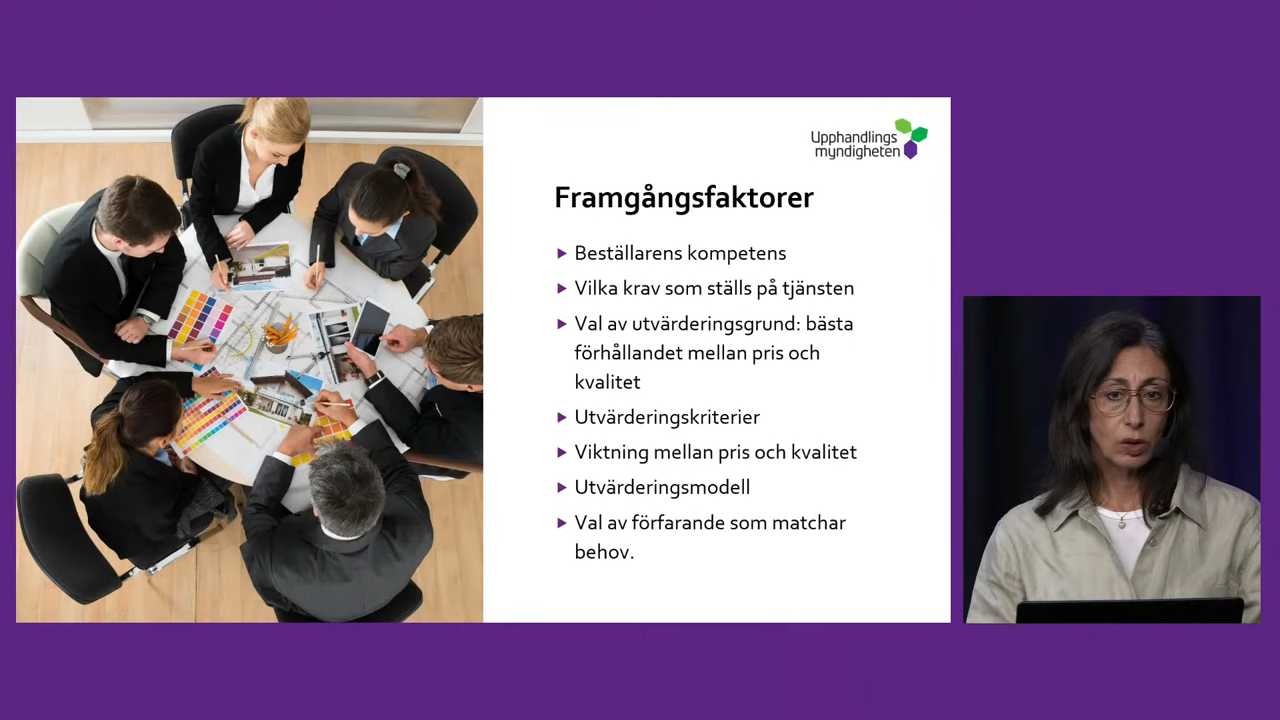 Upphandlings
myndigheten
Framgångsfaktorer
Beställarens kompetens
Vilka krav som ställs på tjänsten
Val av utvärderingsgrund: bästa
förhållandet mellan pris och
kvalitet
Utvärderingskriterier
Viktning mellan pris och kvalitet
Utvärderingsmodell
Val av förfarande som matchar
behov.